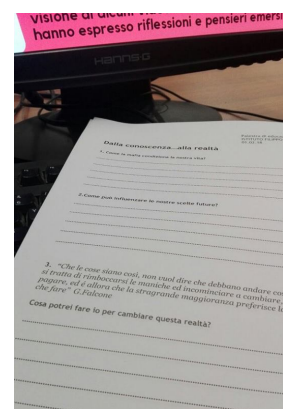 visione di alcuni
hanno espresso riflessioni e pensieri emersi
HANNS-G
Dalla conoscenza...alla realtà
1. Come la mafia condiziona la nostra vita?
2.Come può influenzare le nostre scelte future?
3. "Che le cose siano così, non vuol dire che debbano andare
si tratta di rimboccarsi le maniche ed incominciare a cambiare,
pagare, ed è allora che la stragrande maggioranza preferisce
che fare" G.Falcone
Cosa potrei fare io per cambiare questa realtà?